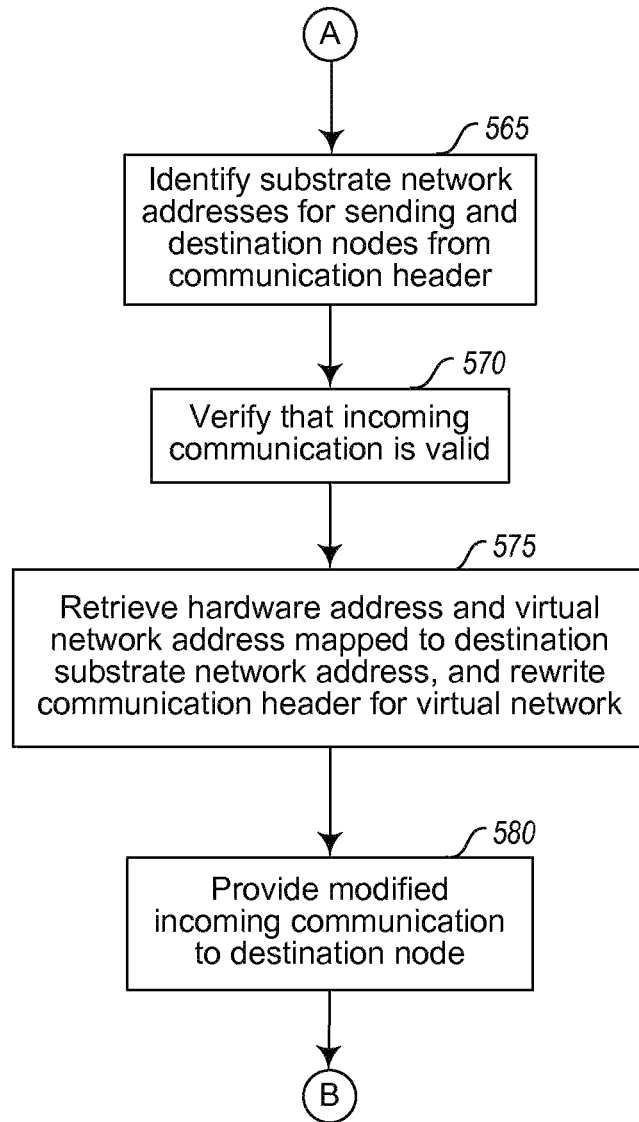 A
565
Identify substrate network
addresses for sending and
destination nodes from
communication header
570
Verify that incoming
communication is valid
575
Retrieve hardware address and virtual
network address mapped to destination
substrate network address, and rewrite
communication header for virtual network
580
Provide modified
incoming communication
to destination node
B